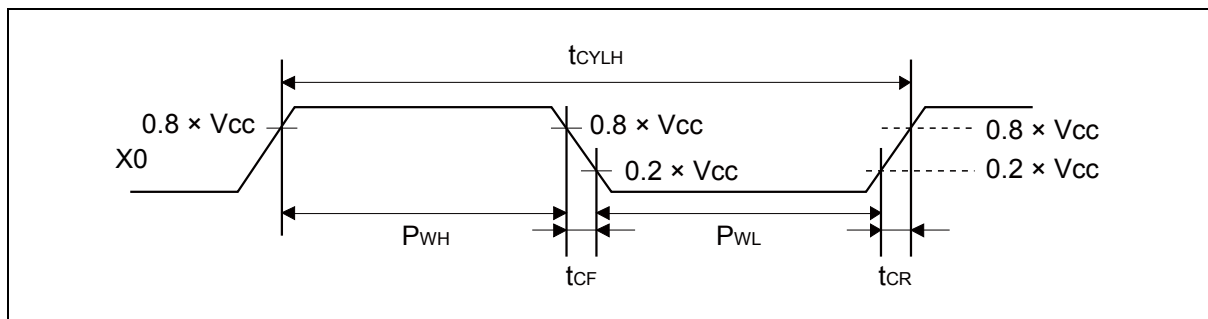 tCYLH
0.8 × Vcc
0.8 × Vcc
0.8 × Vcc
X0
0.2 × Vcc
0.2 × Vcc
PWH
PWL
tCF
tCR